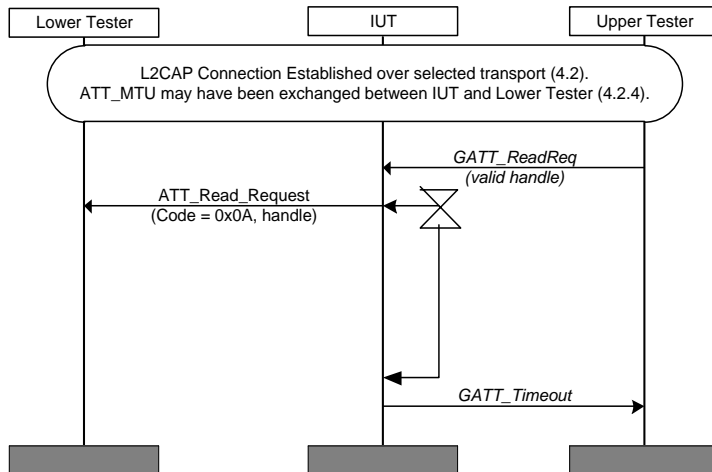 Lower Tester
IUT
Upper Tester
L2CAP Connection Established over selected transport (4.2).
ATT_MTU may have been exchanged between IUT and Lower Tester (4.2.4).
GATT_ReadReq
(valid handle)
ATT_Read_Request
(Code = 0x0A, handle)
GATT_Timeout